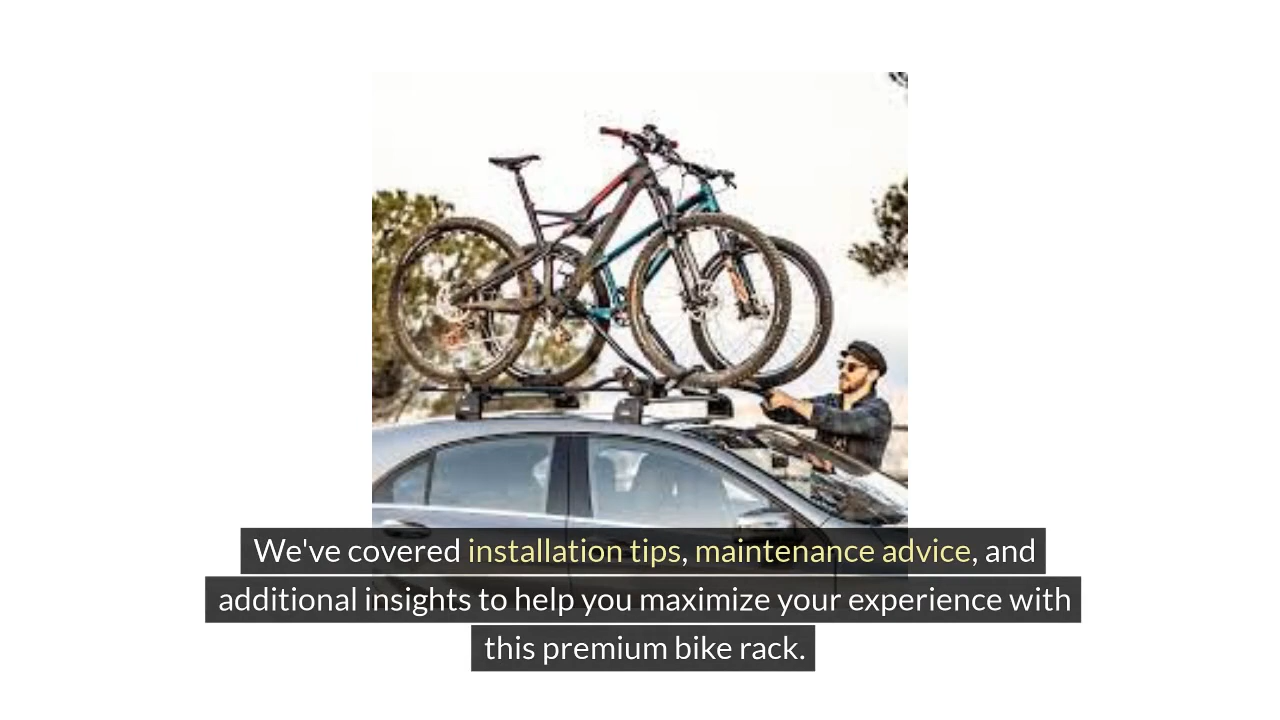 We've covered installation tips, maintenance advice, and
additional insights to help you maximize your experience with
this premium bike rack.